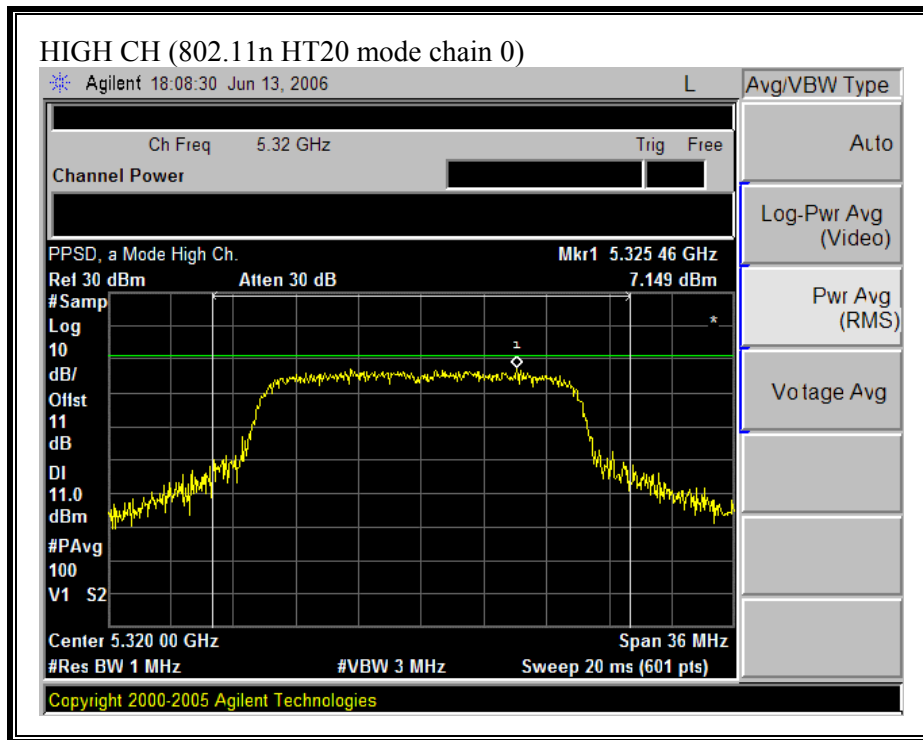 HIGH CH (802.11n HT20 mode chain 0)
Agilent 18:08:30 Jun 13, 2006 L
Avg/VBW Type
Ch Freq 5.32 GHz Trig Free
Channel Power
Auto
Log-Pwr Avg
(Video)
PPSD, a Mode High Ch.
Mkr1 5.325 46 GHz
Ref 30 dBm Atten 30 dB 7.149 dBm
Pwr Avg
(RMS)
#Samp
Log
10
dB/
Offst
11
dB
DI
11.0
dBm
#PAvg
100
V1 S2
*
1
Votage Avg
Center 5.320 00 GHz Span 36 MHz
#Res BW 1 MHz #VBW 3 MHz Sweep 20 ms (601 pts)
Copyright 2000-2005 Agilent Technologies